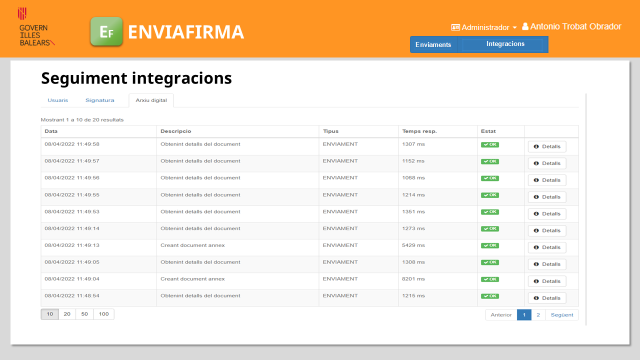 GOVERN
ILLES
BALEARS
EF ENVIAFIRMA
Administrador
Antonio Trobat Obrador
Enviaments Integracions
Seguiment integracions
Usuaris Signatura Arxiu digital
Mostrant 1 a 10 de 20 resultats
Data Descripció Tipus Temps resp. Estat
08/04/2022 11:49:58 Obtenint detalls del document ENVIAMENT 1307 ms OK Detalls
08/04/2022 11:49:57 Obtenint detalls del document ENVIAMENT 1152 ms OK Detalls
08/04/2022 11:49:56 Obtenint detalls del document ENVIAMENT 1088 ms OK Detalls
08/04/2022 11:49:55 Obtenint detalls del document ENVIAMENT 1214 ms OK Detalls
08/04/2022 11:49:53 Obtenint detalls del document ENVIAMENT 1351 ms OK Detalls
08/04/2022 11:49:14 Obtenint detalls del document ENVIAMENT 1273 ms OK Detalls
08/04/2022 11:49:13 Creant document annex ENVIAMENT 5429 ms OK Detalls
08/04/2022 11:49:05 Obtenint detalls del document ENVIAMENT 1308 ms OK Detalls
08/04/2022 11:49:04 Creant document annex ENVIAMENT 8201 ms OK Detalls
08/04/2022 11:48:54 Obtenint detalls del document ENVIAMENT 1215 ms OK Detalls
10 20 50 100 Anterior 1 2 Següent